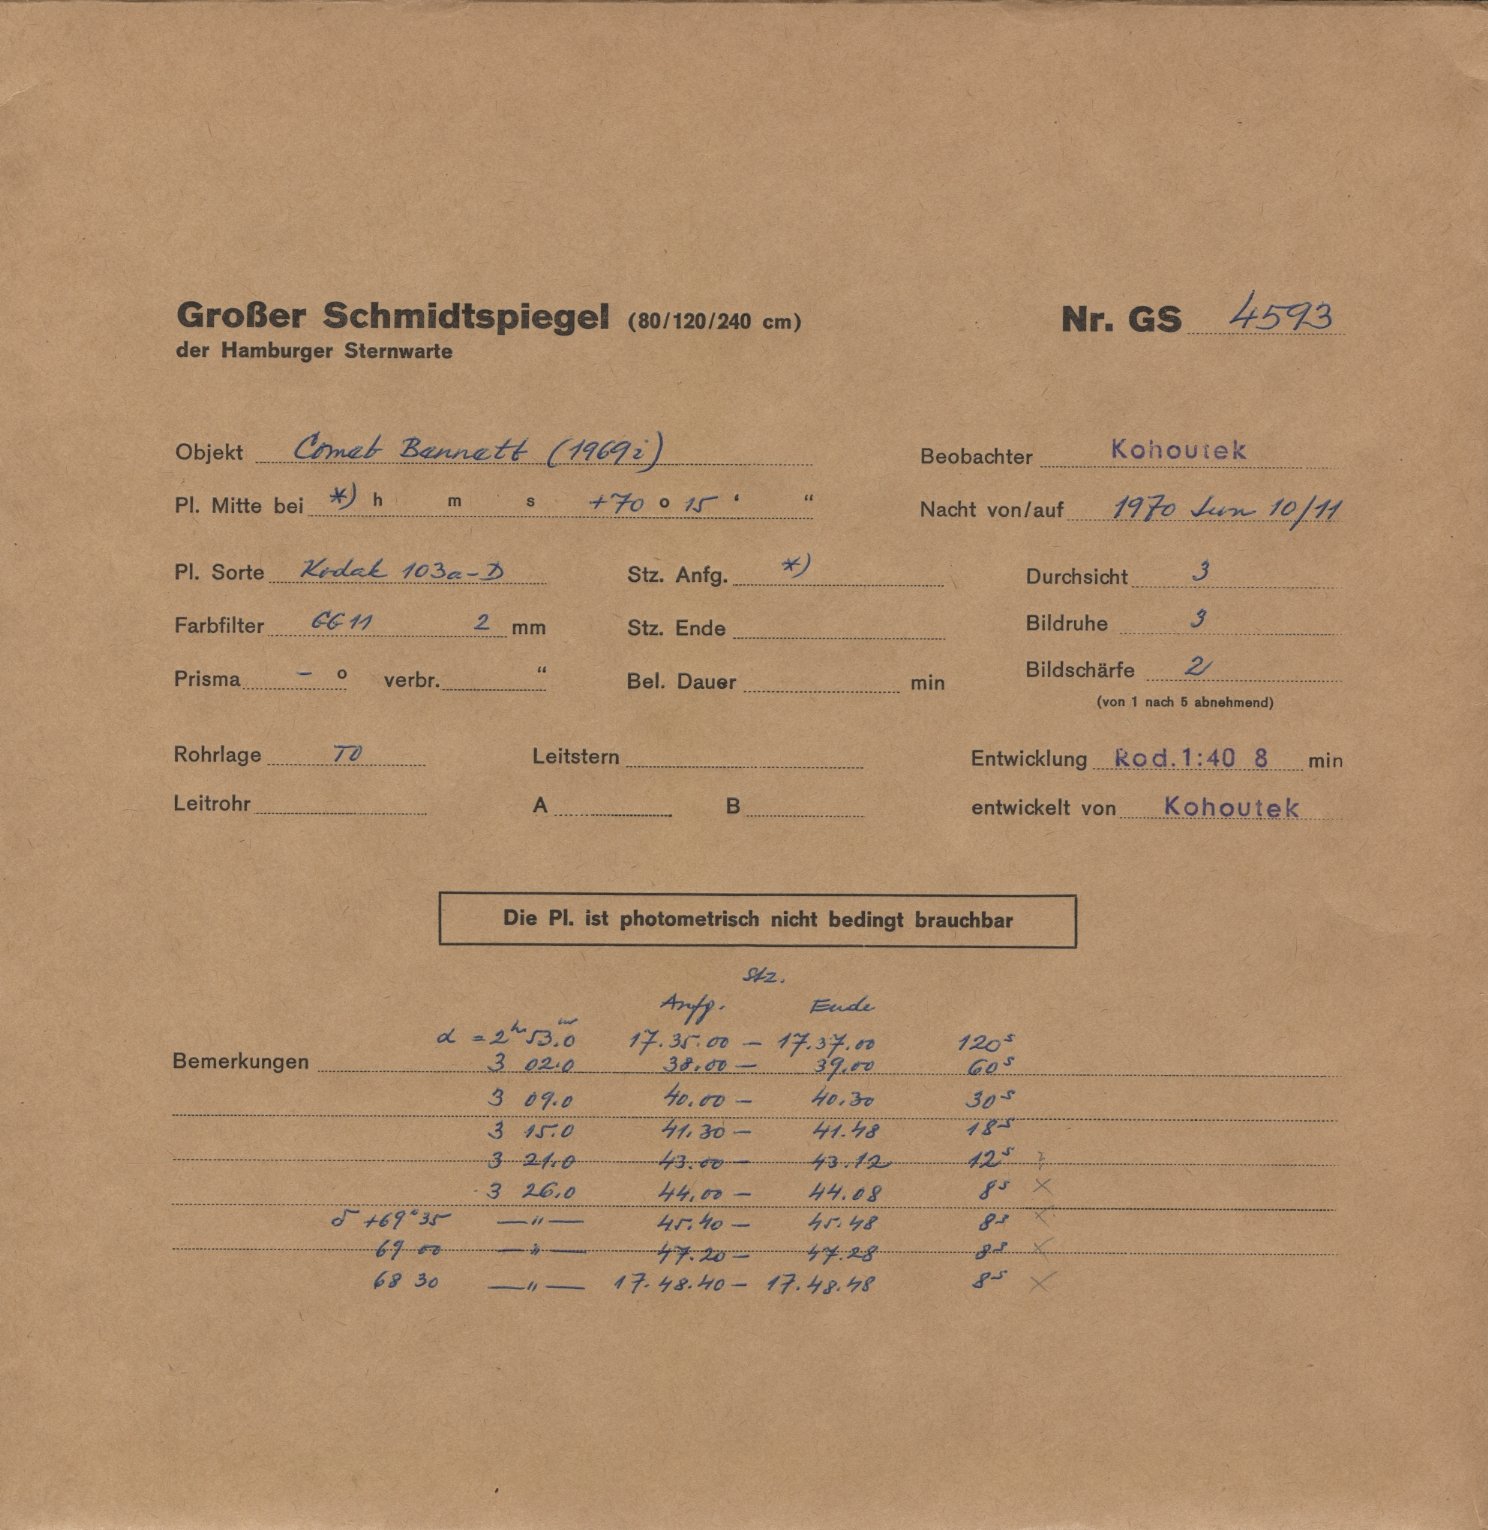 Großer Schmidtspiegel (80/120/240 cm) Nr. GS 4593
der Hamburger Sternwarte
Objekt Comet Bennett (1969i) Beobachter Kohoutek
Pl. Mitte bei *) h m s +70 o 15 ‘ “ Nacht von/auf 1970 Jun 10/11
Pl. Sorte Kodak 103a-D Stz. Anfg. *) Durchsicht 3
Farbfilter GG11 2 mm Stz. Ende Bildruhe 3
Prisma – o verbr. “ Bel. Dauer min Bildschärfe 2
(von 1 nach 5 abnehmend)
Rohrlage TO Leitstern Entwicklung Rod.1:40 8 min
Leitrohr A B entwickelt von Kohoutek
Die Pl. ist photometrisch nicht bedingt brauchbar
Stz.
Anfg. Ende
α = 2h 53.0m 17.35.00 – 17.37.00 120s
Bemerkungen 3 02.0 38.00 – 39.00 60s
3 09.0 40.00 – 40.30 30s
3 15.0 41.30 – 41.48 18s
3 21.0 43.00 – 43.12 12s ?
3 26.0 44.00 – 44.08 8s ×
δ +69° 35 —"— 45.40 – 45.48 8s ×
69 00 —"— 47.20 – 47.28 8s ×
68 30 —"— 17.48.40 – 17.48.48 8s ×